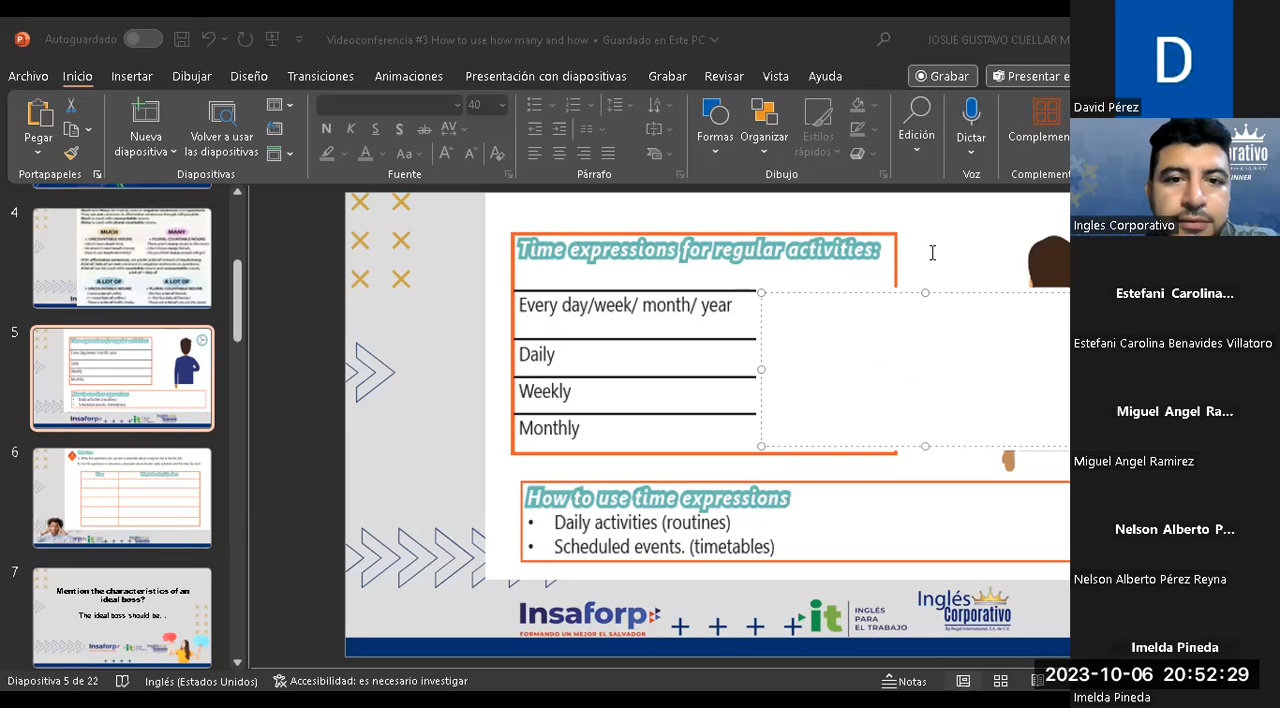 Autoguardado
Videoconferencia #3 How to use how many and how • Guardado en Este PC
JOSUE GUSTAVO CUELLAR M
Archivo Inicio Insertar Dibujar Diseño Transiciones Animaciones Presentación con diapositivas Grabar Revisar Vista Ayuda
Grabar
Presentar e
40
Pegar
Nueva diapositiva
Volver a usar las diapositivas
N K S S ab AV
Aa
Formas
Organizar
Estilos rápidos
Edición
Dictar
Complemen
Portapapeles
Diapositivas
Fuente
Párrafo
Dibujo
Voz
Complement
4
MUCH
MANY
A LOT OF
A LOT OF
5
6
7
Mention the characteristics of an
ideal boss?
The ideal boss should be...
Time expressions for regular activities:
Every day/week/ month/ year
Daily
Weekly
Monthly
How to use time expressions
• Daily activities (routines)
• Scheduled events. (timetables)
Insaforp
FORMANDO UN MEJOR EL SALVADOR
it
INGLÉS
PARA
EL TRABAJO
Inglés
Corporativo
Diapositiva 5 de 22
Inglés (Estados Unidos)
Accesibilidad: es necesario investigar
Notas
D
David Pérez
Ingles Corporativo
Estefani Carolina...
Estefani Carolina Benavides Villatoro
Miguel Angel Ra...
Miguel Angel Ramirez
Nelson Alberto P...
Nelson Alberto Pérez Reyna
Imelda Pineda
2023-10-06 20:52:29
Imelda Pineda